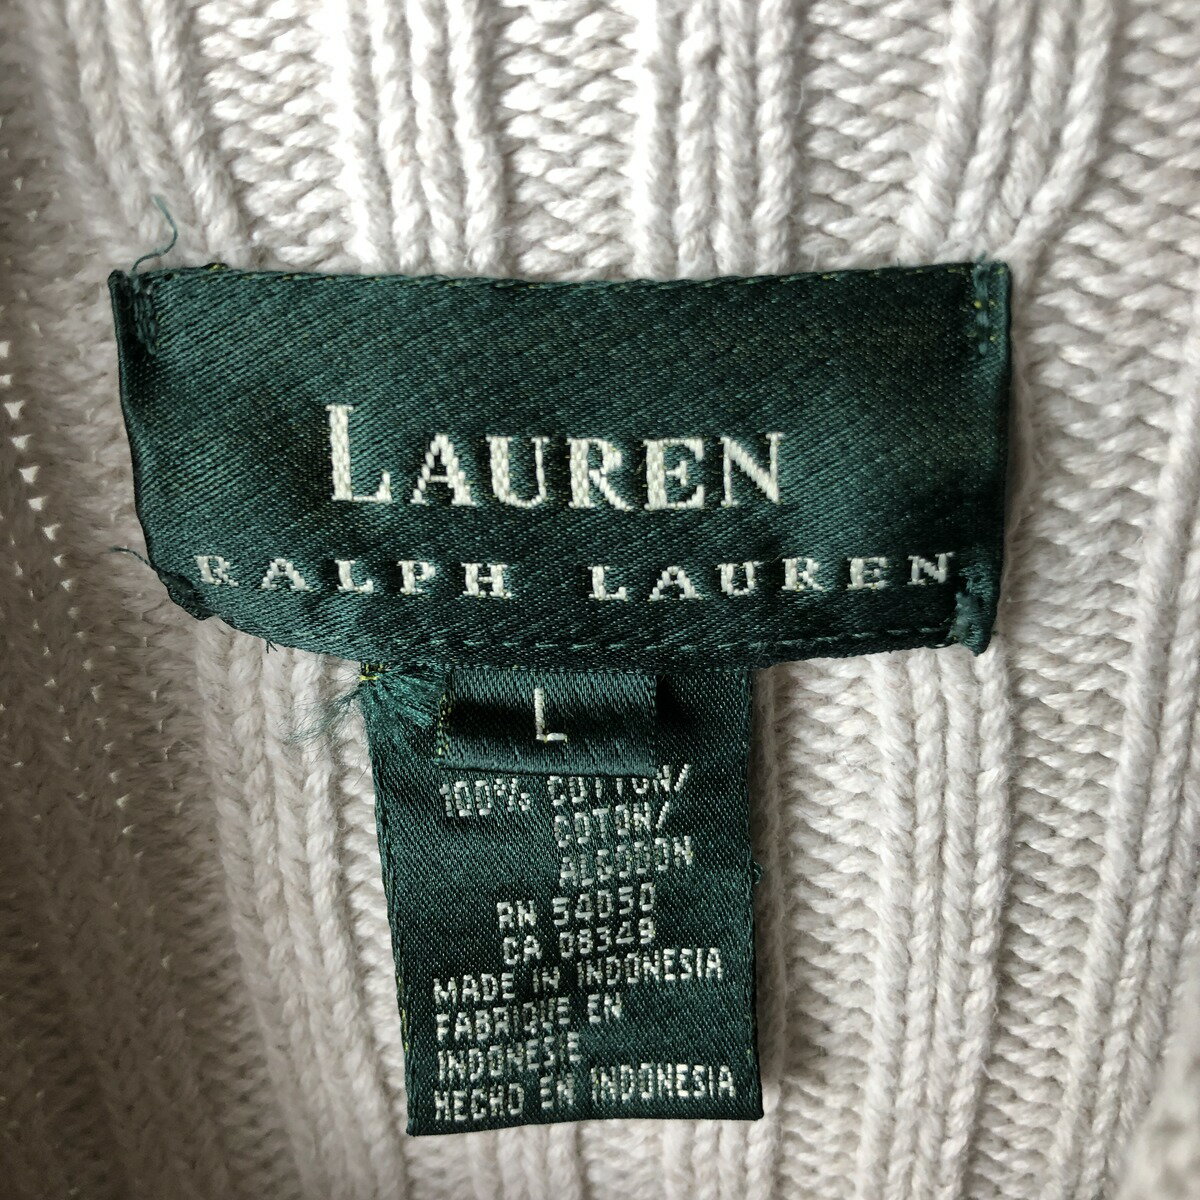 LAUREN
RALPH LAUREN
L
100% COTTON/
COTON/
ALGODON
RN 54050
CA 08349
MADE IN INDONESIA
FABRIQUE EN
INDONESIE
HECHO EN INDONESIA